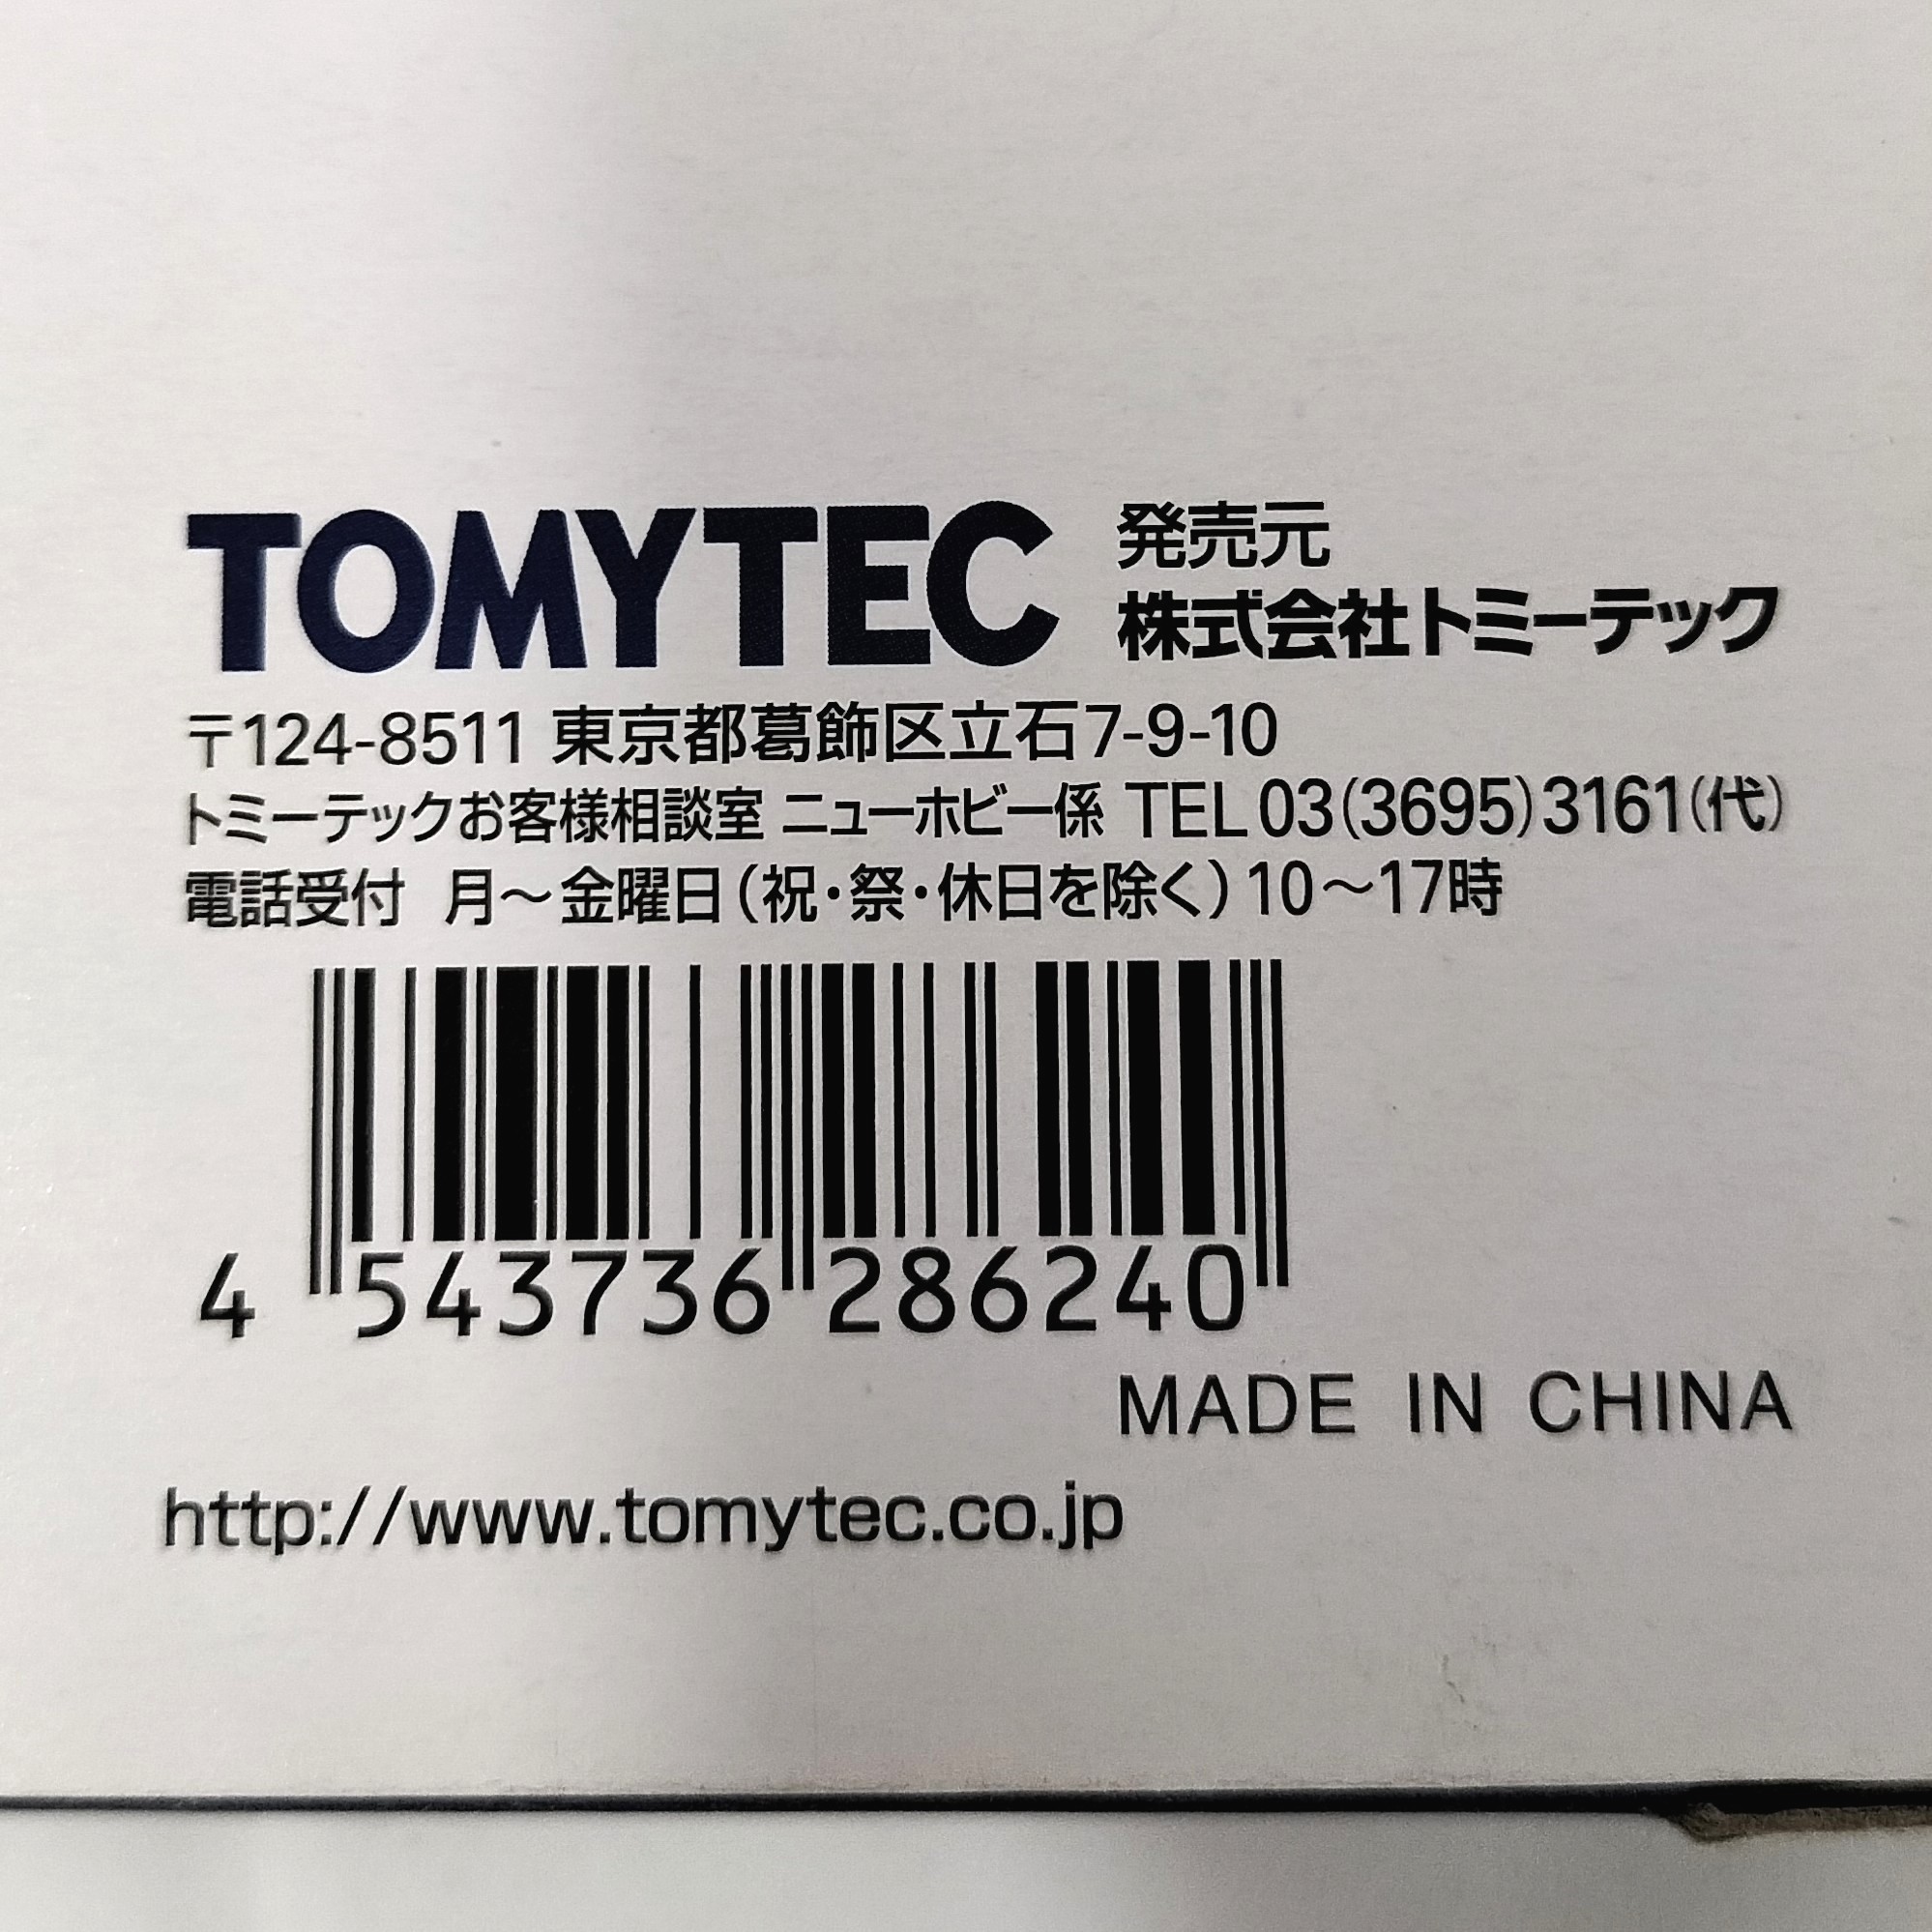 TOMYTEC 発売元
株式会社トミーテック
〒124-8511 東京都葛飾区立石7-9-10
トミーテックお客様相談室 ニューホビー係 TEL 03(3695)3161(代)
電話受付 月～金曜日(祝・祭・休日を除く)10～17時
4 543736 286240
MADE IN CHINA
http://www.tomytec.co.jp